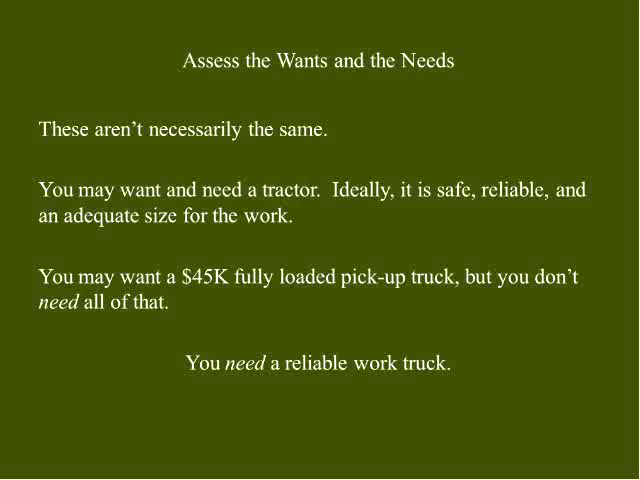 Assess the Wants and the Needs
These aren’t necessarily the same.
You may want and need a tractor.  Ideally, it is safe, reliable, and
an adequate size for the work.
You may want a $45K fully loaded pick-up truck, but you don’t
need all of that.
You need a reliable work truck.